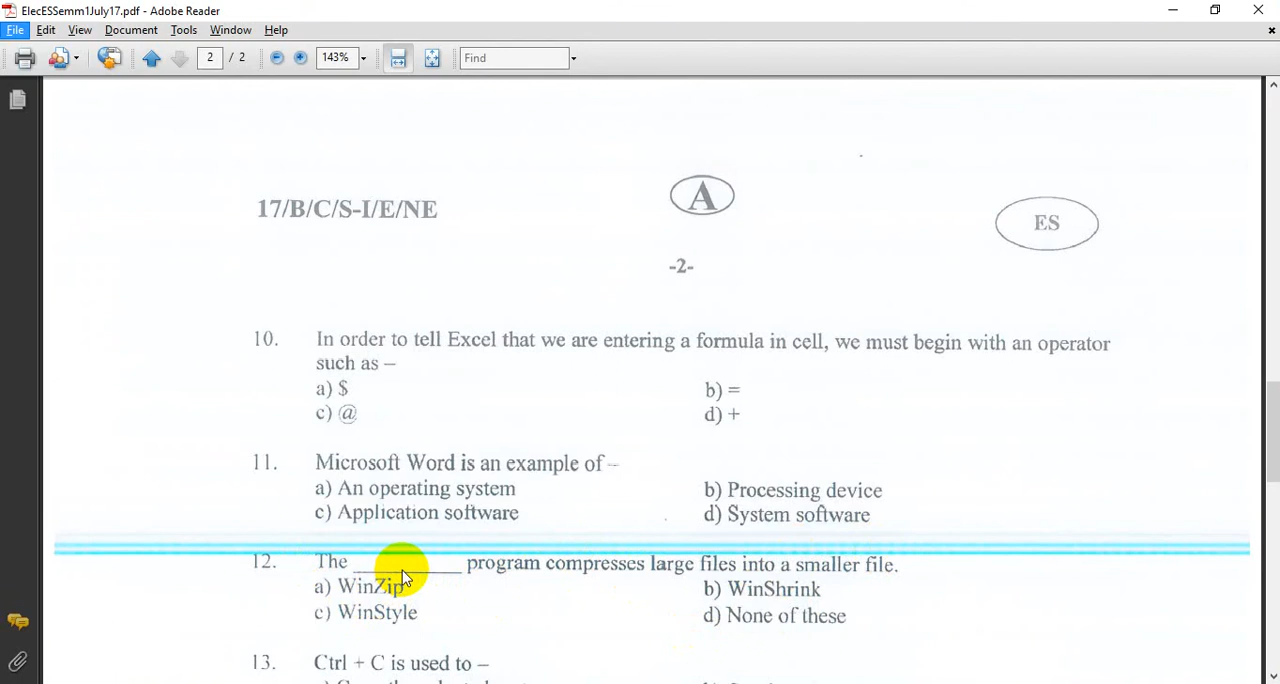 ElecESSemm1July17.pdf - Adobe Reader
File Edit View Document Tools Window Help
2 / 2 143% Find
17/B/C/S-I/E/NE
A
ES
-2-
10. In order to tell Excel that we are entering a formula in cell, we must begin with an operator
such as –
a) $ b) =
c) @ d) +
11. Microsoft Word is an example of –
a) An operating system b) Processing device
c) Application software d) System software
12. The __________ program compresses large files into a smaller file.
a) WinZip b) WinShrink
c) WinStyle d) None of these
13. Ctrl + C is used to –